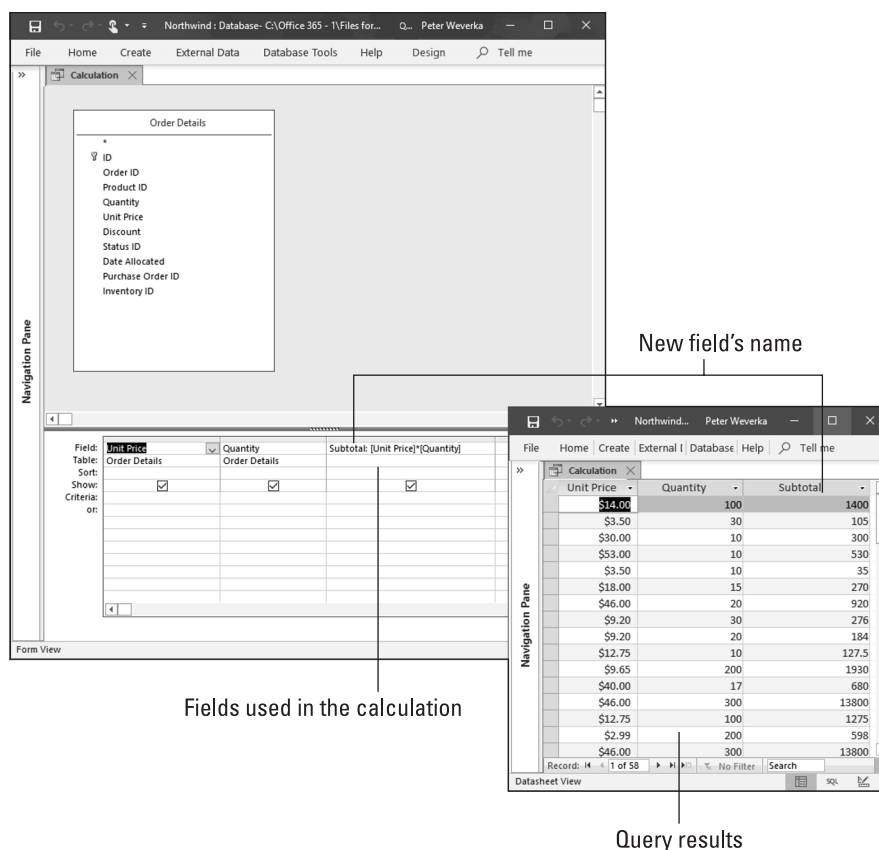 Northwind : Database- C:\Office 365 - 1\Files for... Q... Peter Weverka
File Home Create External Data Database Tools Help Design Tell me
Calculation
Navigation Pane
Order Details
*
ID
Order ID
Product ID
Quantity
Unit Price
Discount
Status ID
Date Allocated
Purchase Order ID
Inventory ID
Field: Unit Price Quantity Subtotal: [Unit Price]*[Quantity]
Table: Order Details Order Details
Sort:
Show:
Criteria:
or:
Form View
New field's name
Fields used in the calculation
Northwind... Peter Weverka
File Home Create External Database Help Tell me
Calculation
Navigation Pane
Unit Price Quantity Subtotal
$14.00 100 1400
$3.50 30 105
$30.00 10 300
$53.00 10 530
$3.50 10 35
$18.00 15 270
$46.00 20 920
$9.20 30 276
$9.20 20 184
$12.75 10 127.5
$9.65 200 1930
$40.00 17 680
$46.00 300 13800
$12.75 100 1275
$2.99 200 598
$46.00 300 13800
Record: 1 of 58 No Filter Search
Datasheet View SQL
Query results